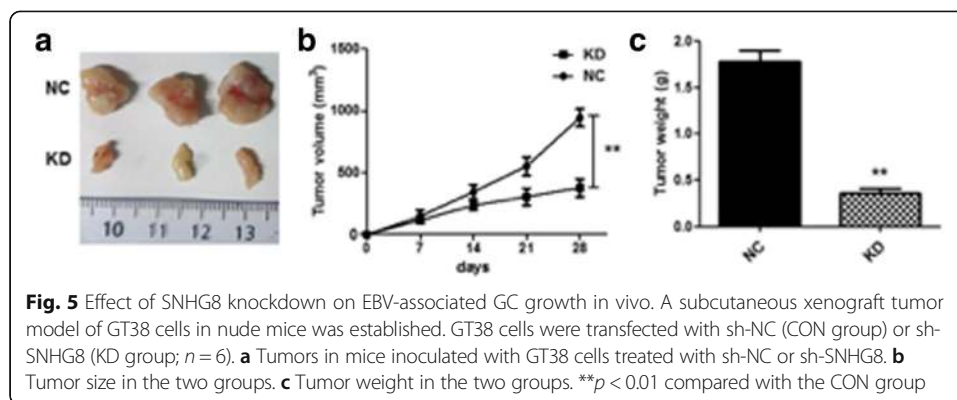 a
NC
KD
10 11 12 13
b
1500
1000
500
0
Tumor volume (mm³)
KD
NC
**
0 7 14 21 28
days
c
2.0
1.5
1.0
0.5
0.0
Tumor weight (g)
**
NC KD
Fig. 5 Effect of SNHG8 knockdown on EBV-associated GC growth in vivo. A subcutaneous xenograft tumor
model of GT38 cells in nude mice was established. GT38 cells were transfected with sh-NC (CON group) or sh-
SNHG8 (KD group; n = 6). a Tumors in mice inoculated with GT38 cells treated with sh-NC or sh-SNHG8. b
Tumor size in the two groups. c Tumor weight in the two groups. **p < 0.01 compared with the CON group